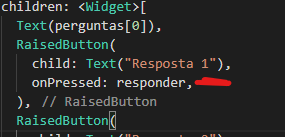 children: <Widget>[
Text(perguntas[0]),
RaisedButton(
child: Text("Resposta 1"),
onPressed: responder,
), // RaisedButton
RaisedButton(